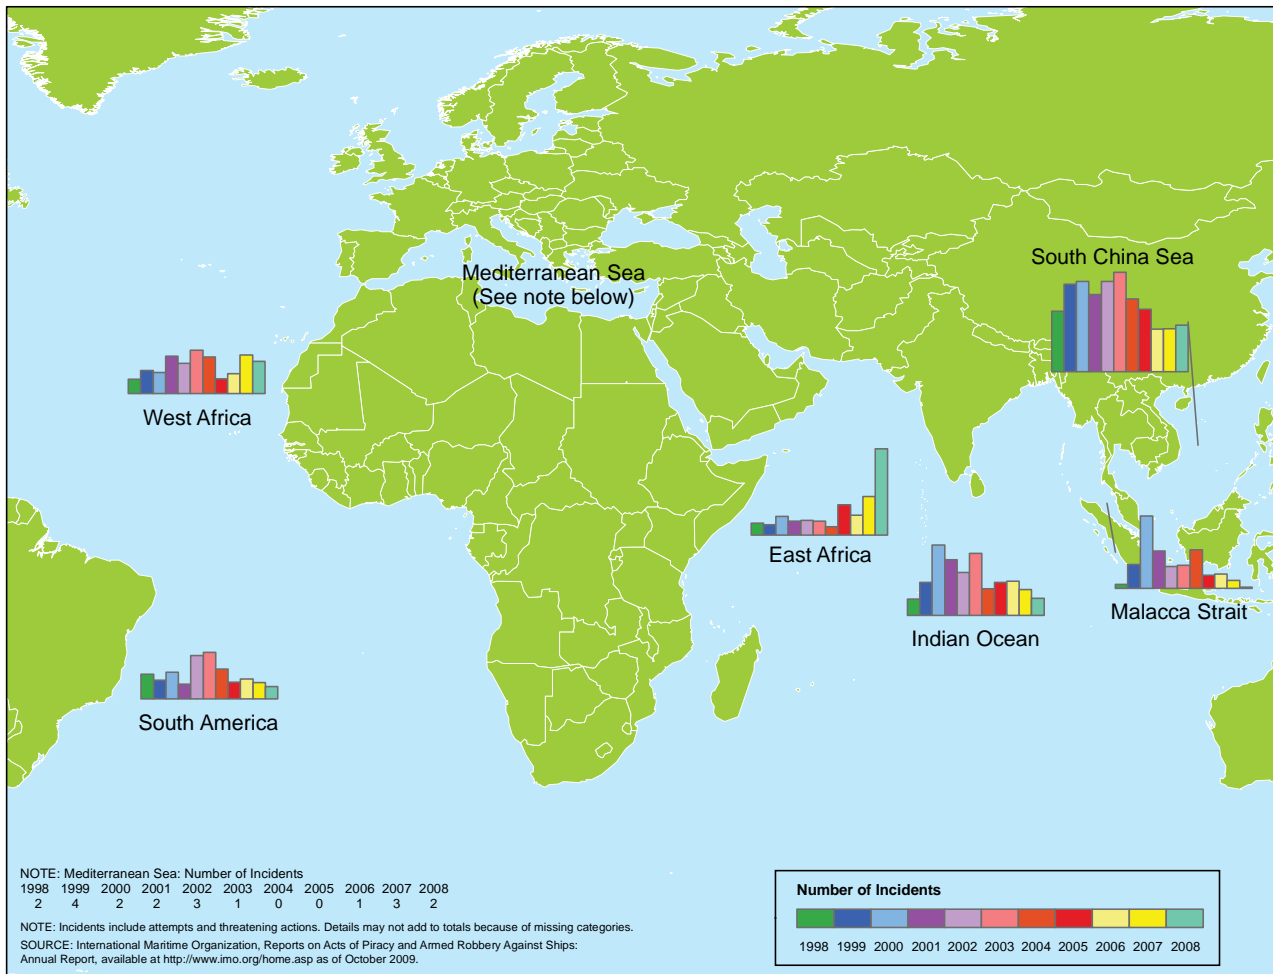 Mediterranean Sea
(See note below)
South China Sea
West Africa
East Africa
Indian Ocean
Malacca Strait
South America
NOTE: Mediterranean Sea: Number of Incidents
1998 1999 2000 2001 2002 2003 2004 2005 2006 2007 2008
2 4 2 2 3 1 0 0 1 3 2
NOTE: Incidents include attempts and threatening actions. Details may not add to totals because of missing categories.
SOURCE: International Maritime Organization, Reports on Acts of Piracy and Armed Robbery Against Ships:
Annual Report, available at http://www.imo.org/home.asp as of October 2009.
Number of Incidents
1998 1999 2000 2001 2002 2003 2004 2005 2006 2007 2008